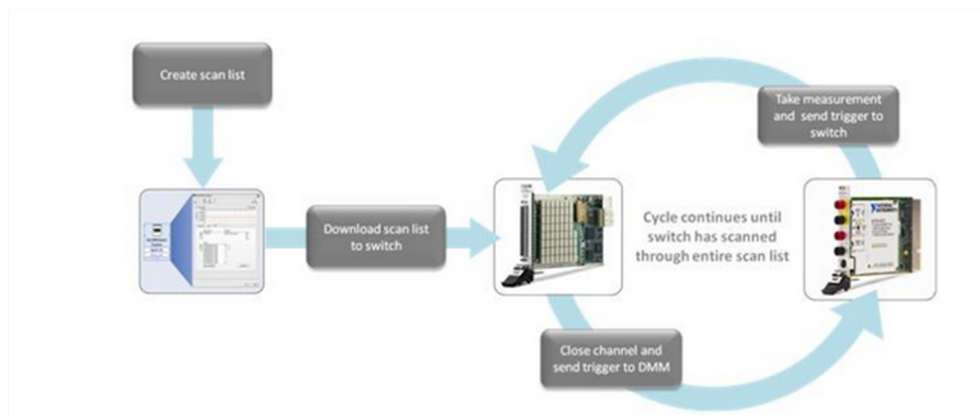 Create scan list
Take measurement
and send trigger to
switch
Download scan list
to switch
Cycle continues until
switch has scanned
through entire scan list
Close channel and
send trigger to DMM